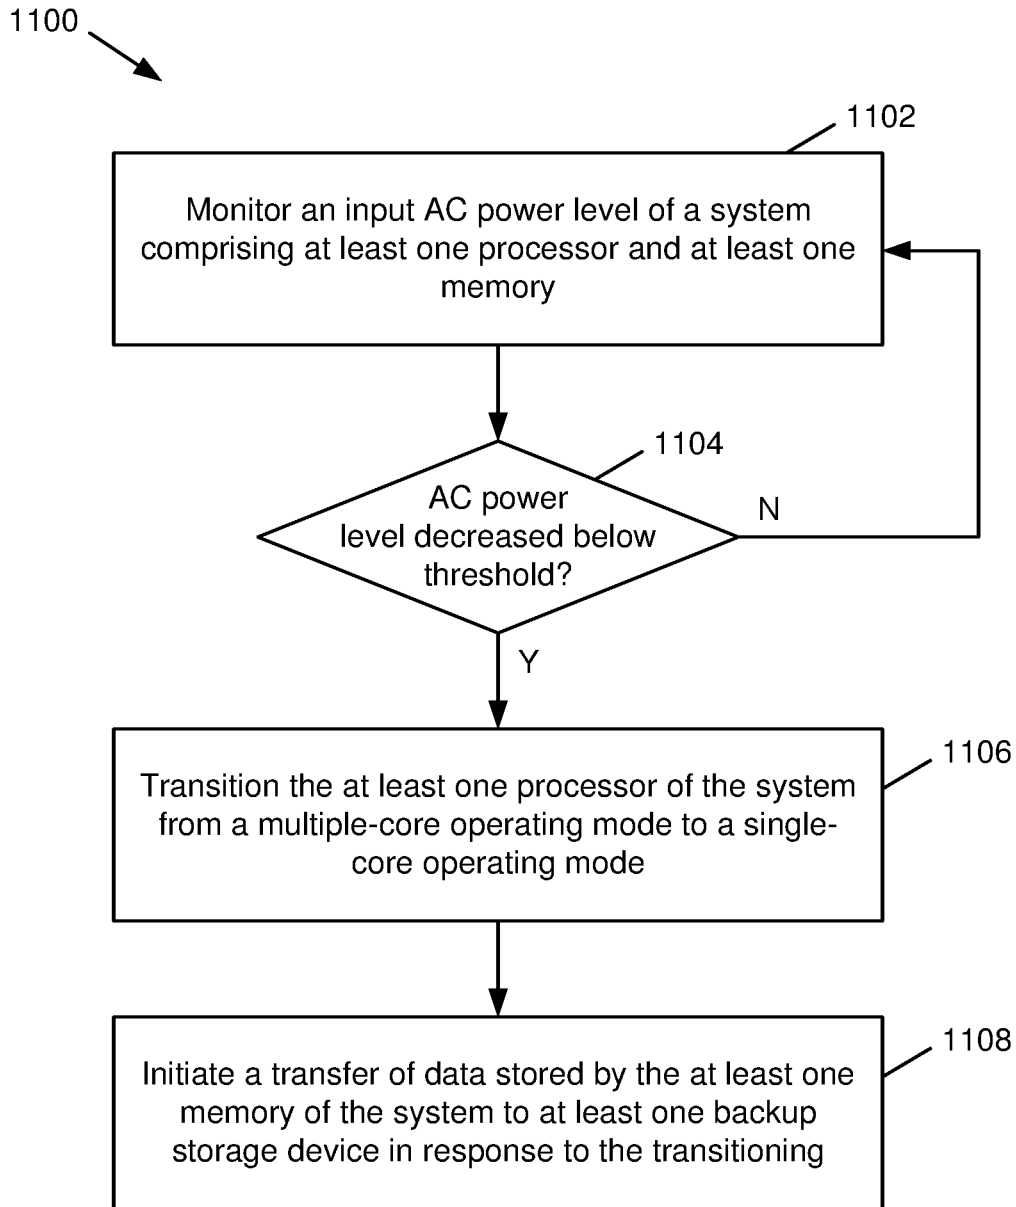 1100
1102
Monitor an input AC power level of a system
comprising at least one processor and at least one
memory
1104
AC power
level decreased below
threshold?
N
Y
1106
Transition the at least one processor of the system
from a multiple-core operating mode to a single-
core operating mode
1108
Initiate a transfer of data stored by the at least one
memory of the system to at least one backup
storage device in response to the transitioning